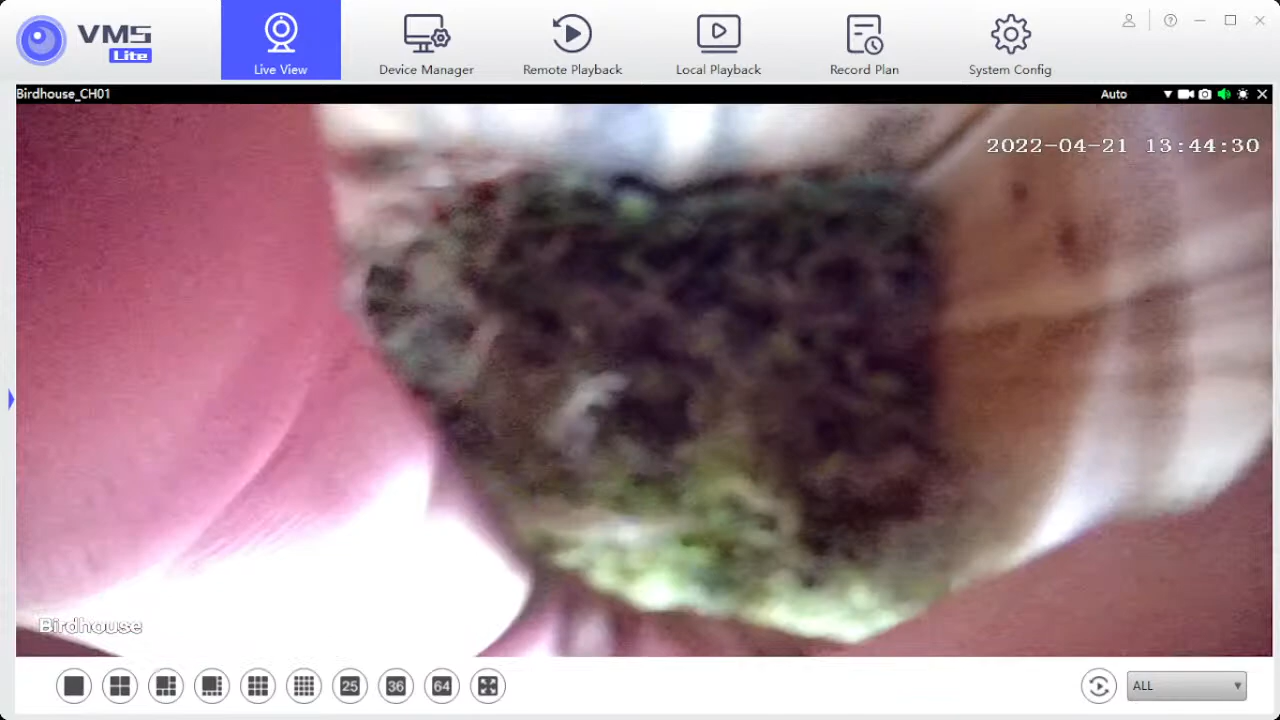 VMS
Lite
Live View
Device Manager
Remote Playback
Local Playback
Record Plan
System Config
Birdhouse_CH01
Auto
2022-04-21 13:44:30
Birdhouse
25
36
64
ALL